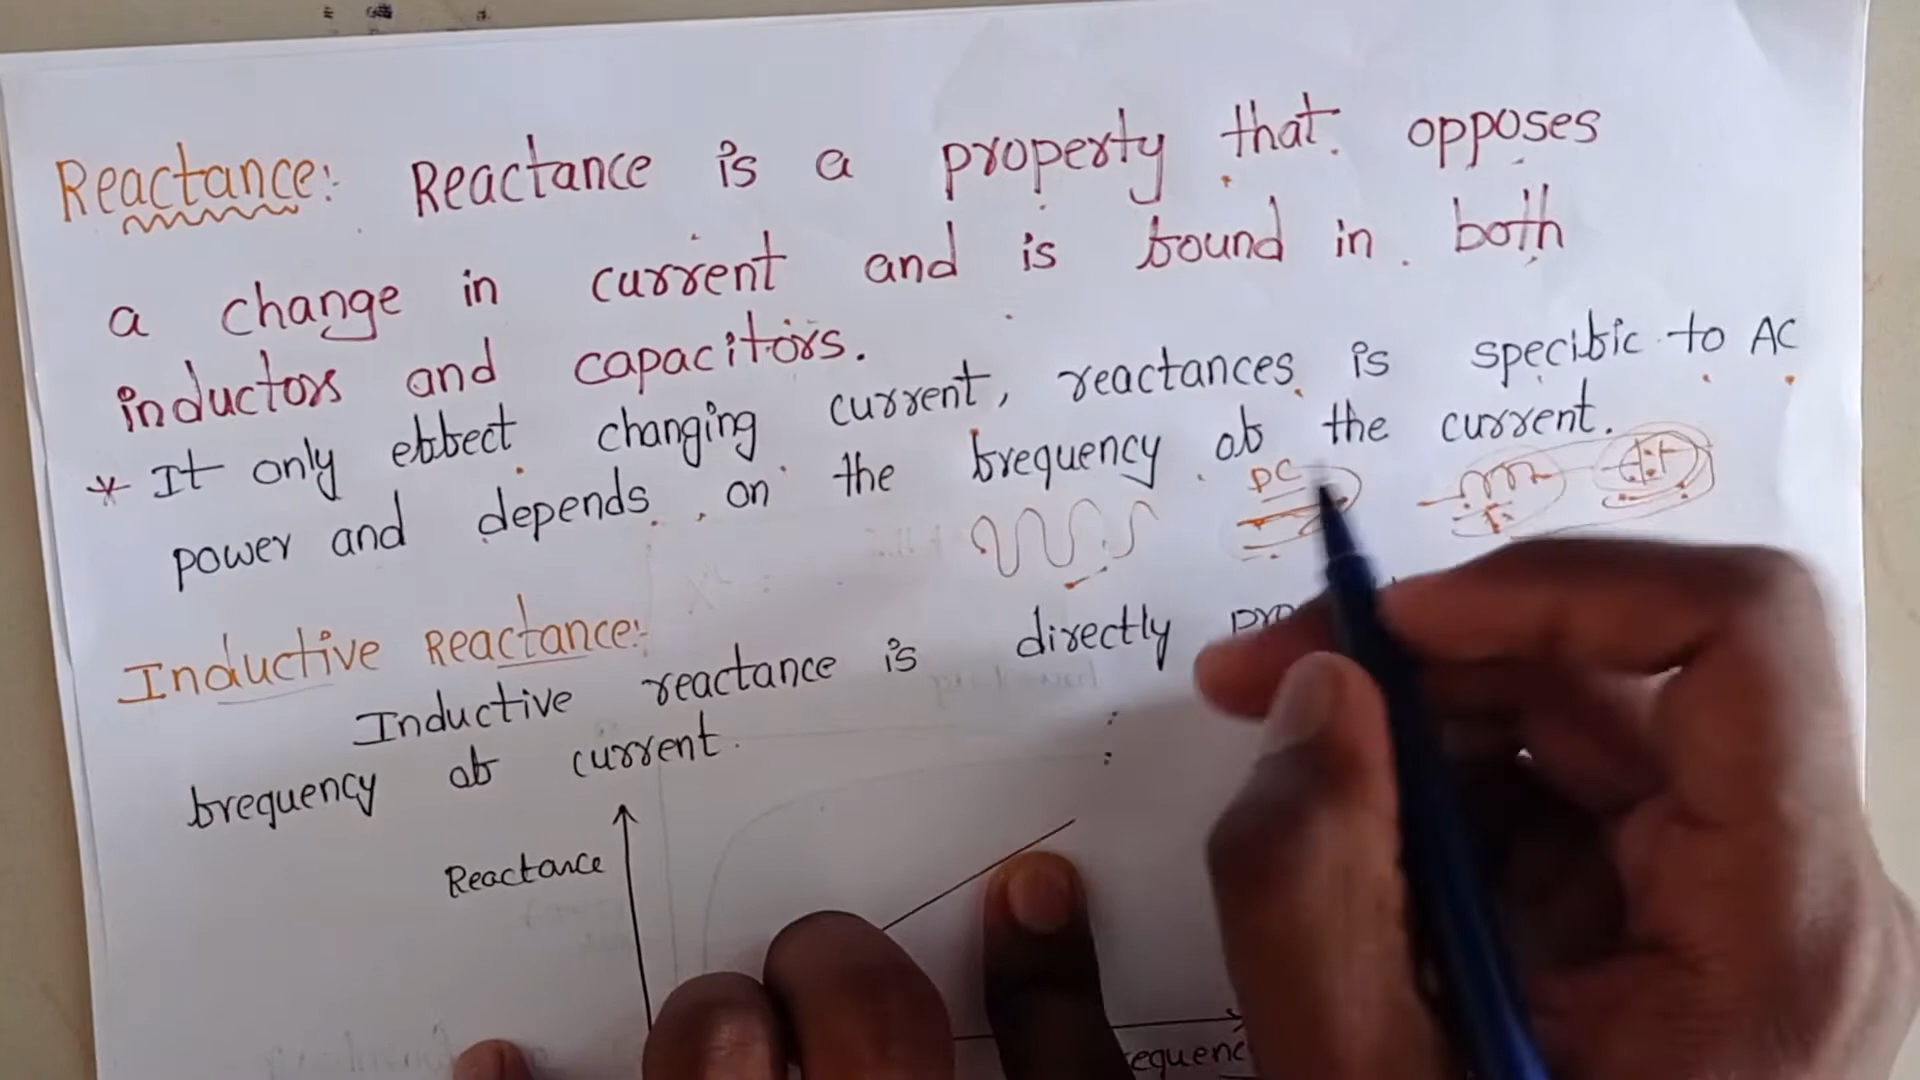 Reactance: Reactance is a property that opposes
a change in current and is found in both
inductors and capacitors.
* It only effect changing current, reactances is specific to AC
power and depends on the frequency of the current.
DC
Inductive Reactance:
Inductive reactance is directly
frequency of current.
Reactance